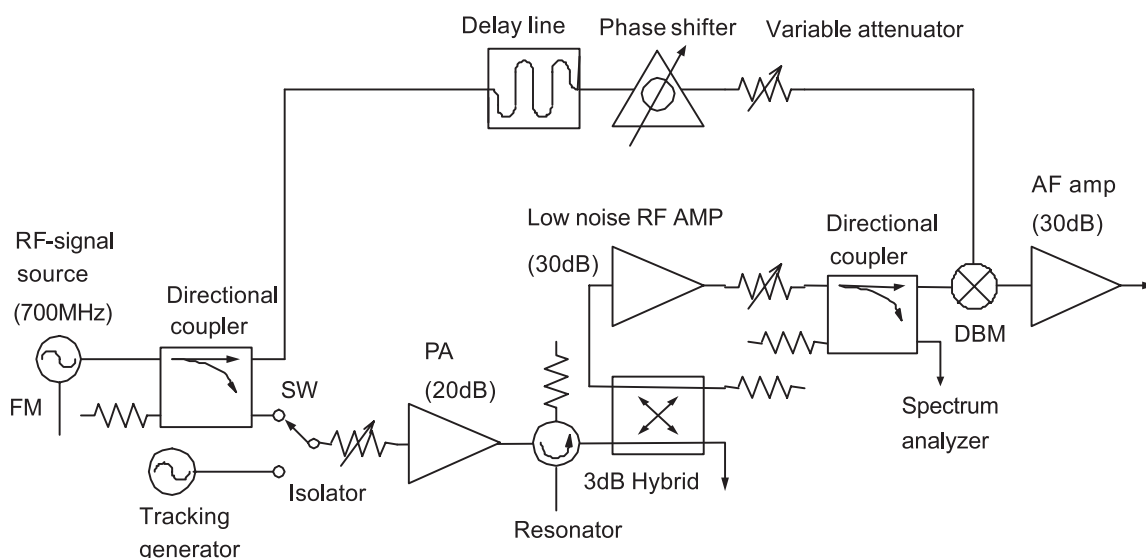 Delay line
Phase shifter
Variable attenuator
AF amp
(30dB)
Low noise RF AMP
(30dB)
Directional
coupler
RF-signal
source
(700MHz)
Directional
coupler
DBM
PA
(20dB)
SW
FM
Spectrum
analyzer
3dB Hybrid
Isolator
Resonator
Tracking
generator